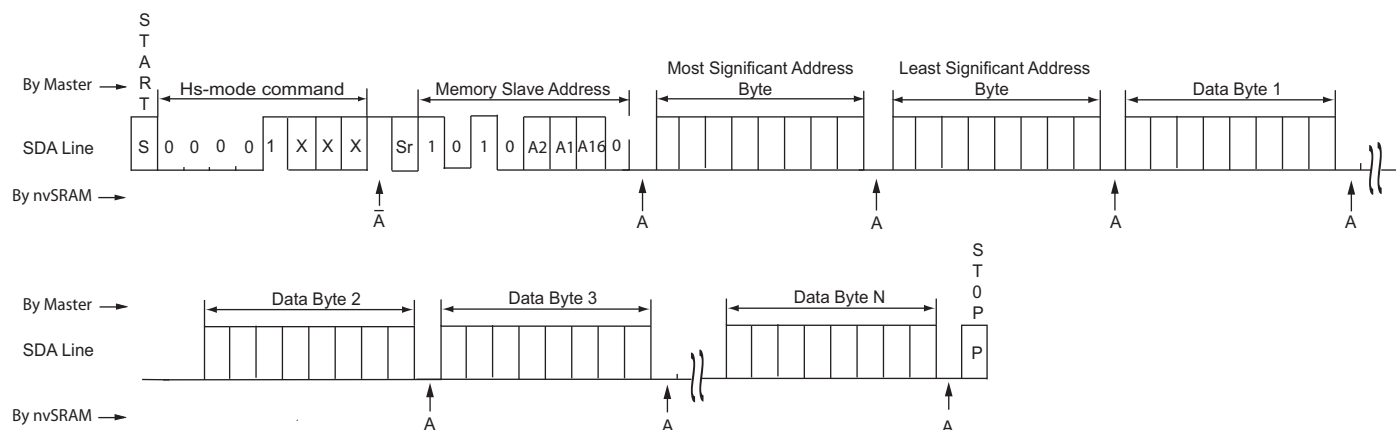 S
T
A
R
T
By Master
Hs-mode command
Memory Slave Address
Most Significant Address
Byte
Least Significant Address
Byte
Data Byte 1
SDA Line
S 0 0 0 0 1 X X X Sr 1 0 1 0 A2 A1 A16 0
By nvSRAM
A A A A A
S
T
0
P
By Master
Data Byte 2
Data Byte 3
Data Byte N
SDA Line
P
By nvSRAM
A A A